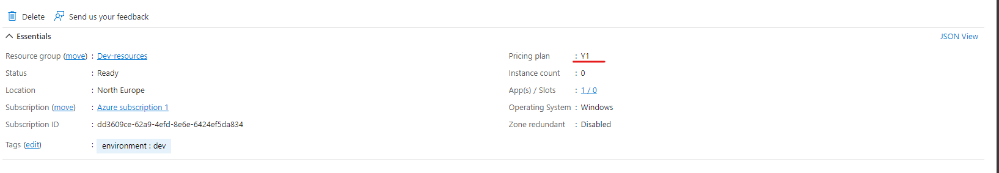 Delete Send us your feedback
Essentials JSON View
Resource group (move) : Dev-resources
Status : Ready
Location : North Europe
Subscription (move) : Azure subscription 1
Subscription ID : dd3609ce-62a9-4efd-8e6e-6424ef5da834
Tags (edit) : environment : dev
Pricing plan : Y1
Instance count : 0
App(s) / Slots : 1 / 0
Operating System : Windows
Zone redundant : Disabled